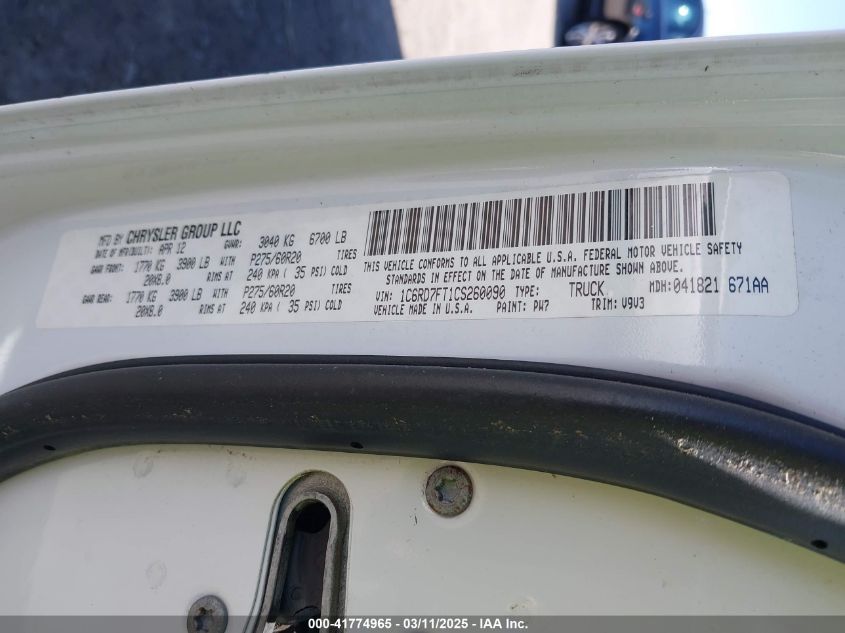 MFD BY CHRYSLER GROUP LLC
DATE OF MFR(BUILT): APR 12 GVWR: 3040 KG 6700 LB
GAWR FRONT: 1770 KG 3900 LB WITH P275/60R20 TIRES
20X8.0 RIMS AT 240 KPA ( 35 PSI) COLD
GAWR REAR: 1770 KG 3900 LB WITH P275/60R20 TIRES
20X8.0 RIMS AT 240 KPA ( 35 PSI) COLD
THIS VEHICLE CONFORMS TO ALL APPLICABLE U.S.A. FEDERAL MOTOR VEHICLE SAFETY
STANDARDS IN EFFECT ON THE DATE OF MANUFACTURE SHOWN ABOVE.
VIN: 1C6RD7FT1CS260090 TYPE: TRUCK MDH:041821 671AA
VEHICLE MADE IN U.S.A. PAINT: PW7 TRIM: V9V3
000-41774965 - 03/11/2025 - IAA Inc.